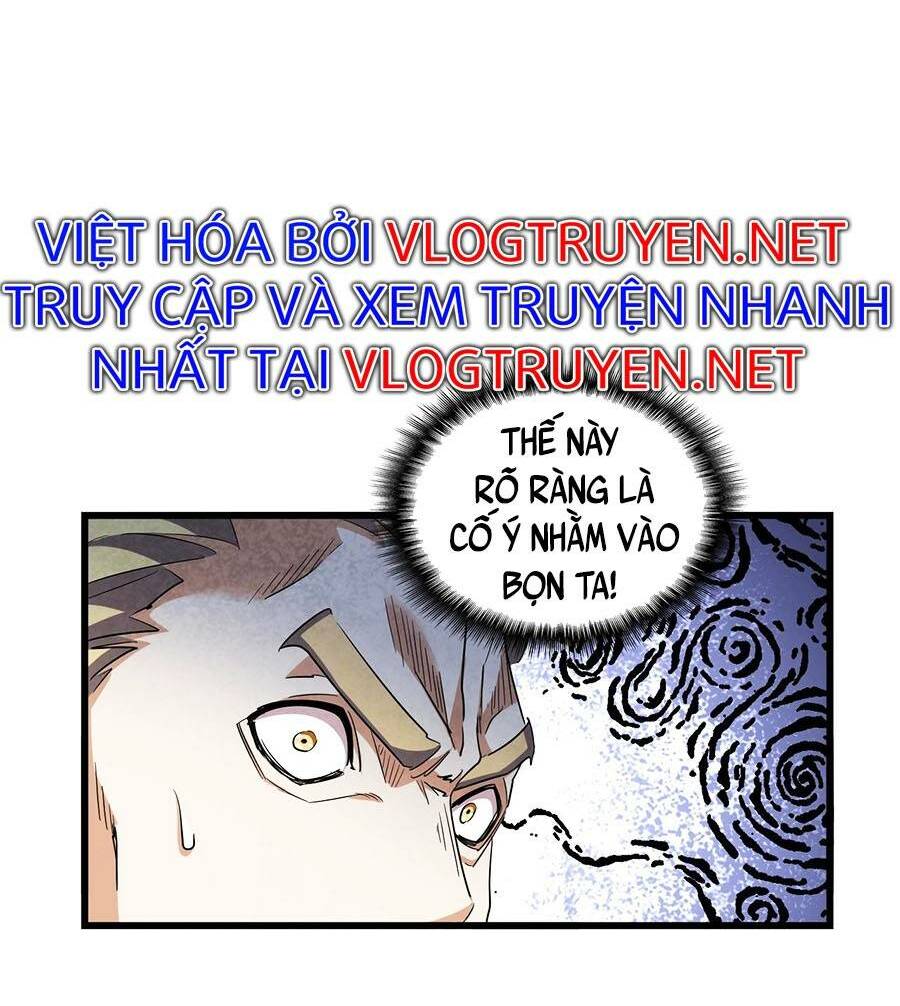 VIỆT HÓA BỞI VLOGTRUYEN.NET
TRUY CẬP VÀ XEM TRUYỆN NHANH
NHẤT TẠI VLOGTRUYEN.NET
THẾ NÀY
RÕ RÀNG LÀ
CỐ Ý NHẰM VÀO
BỌN TA!